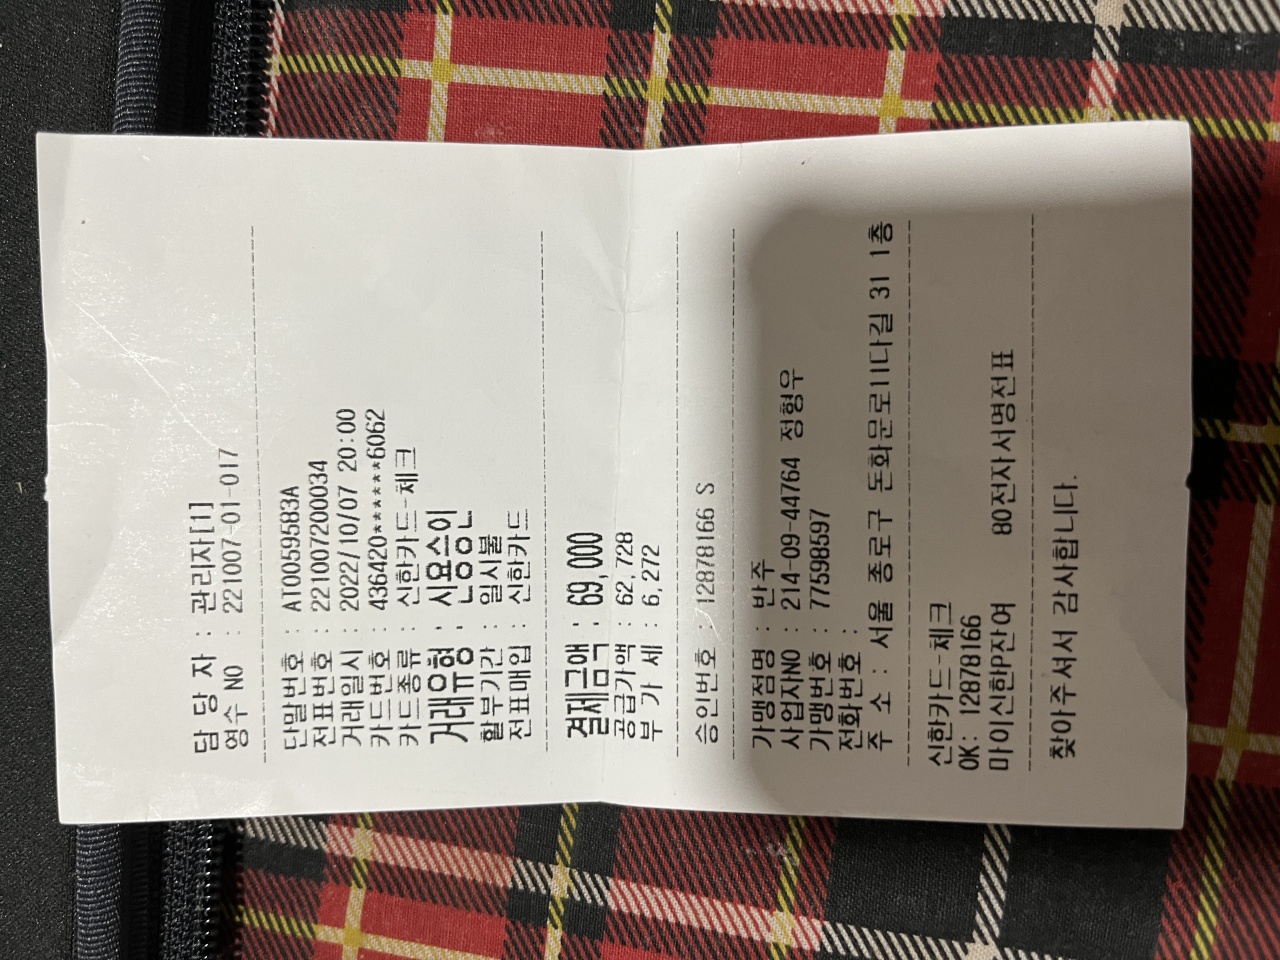 담 당 자 : 관리자[1]
영수 NO : 221007-01-017
단말번호 : AT0059583A
전표번호 : 221007200034
거래일시 : 2022/10/07 20:00
카드번호 : 436420******6062
카드종류 : 신한카드-체크
거래유형 : 신용승인
할부기간 : 일시불
전표매입 : 신한카드
결제금액 : 69,000
공급가액 : 62,728
부 가 세 : 6,272
승인번호 : 12878166 S
가맹점명 : 반주
사업자NO : 214-09-44764 정형우
가맹번호 : 77598597
전화번호 :
주 소 : 서울 종로구 돈화문로11다길 31 1층
신한카드-체크
OK: 12878166
마이신한P잔여 80전자서명전표
찾아주셔서 감사합니다.